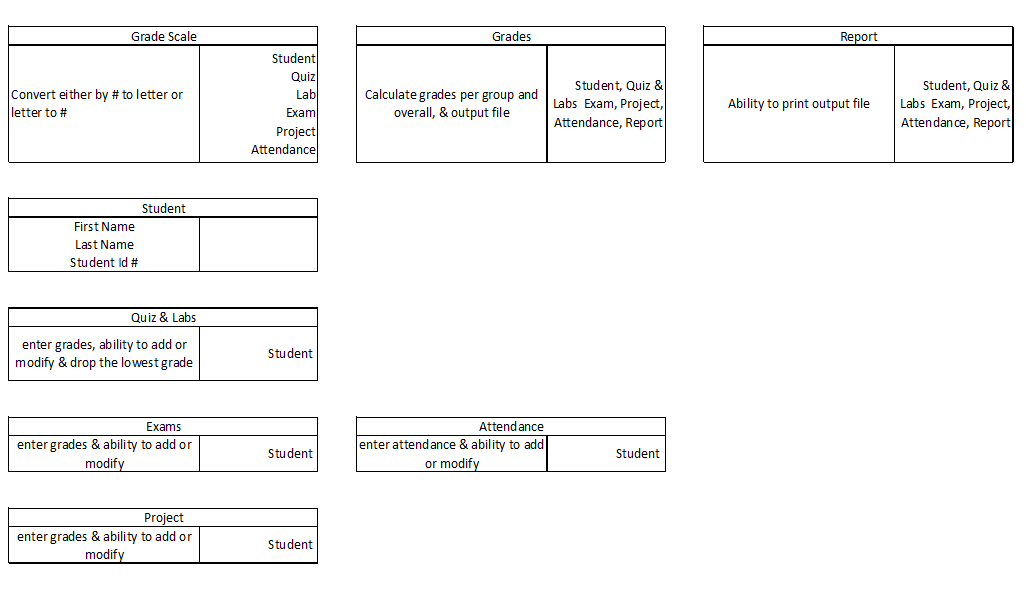 Grade Scale
Convert either by # to letter or
letter to #
Student
Quiz
Lab
Exam
Project
Attendance
Grades
Calculate grades per group and
overall, & output file
Student, Quiz &
Labs Exam, Project,
Attendance, Report
Report
Ability to print output file
Student, Quiz &
Labs Exam, Project,
Attendance, Report
Student
First Name
Last Name
Student Id #
Quiz & Labs
enter grades, ability to add or
modify & drop the lowest grade
Student
Exams
enter grades & ability to add or
modify
Student
Attendance
enter attendance & ability to add
or modify
Student
Project
enter grades & ability to add or
modify
Student